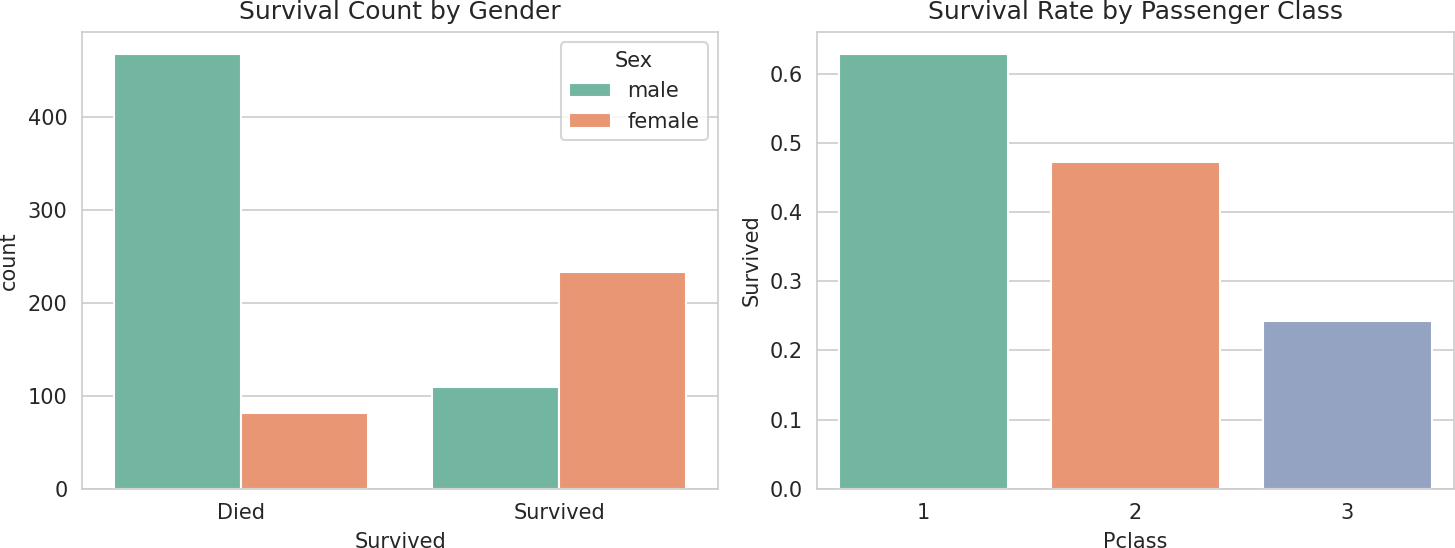 Survival Count by Gender
count
400
300
200
100
0
Died
Survived
Survived
Sex
male
female
Survival Rate by Passenger Class
Survived
0.6
0.5
0.4
0.3
0.2
0.1
0.0
1
2
3
Pclass